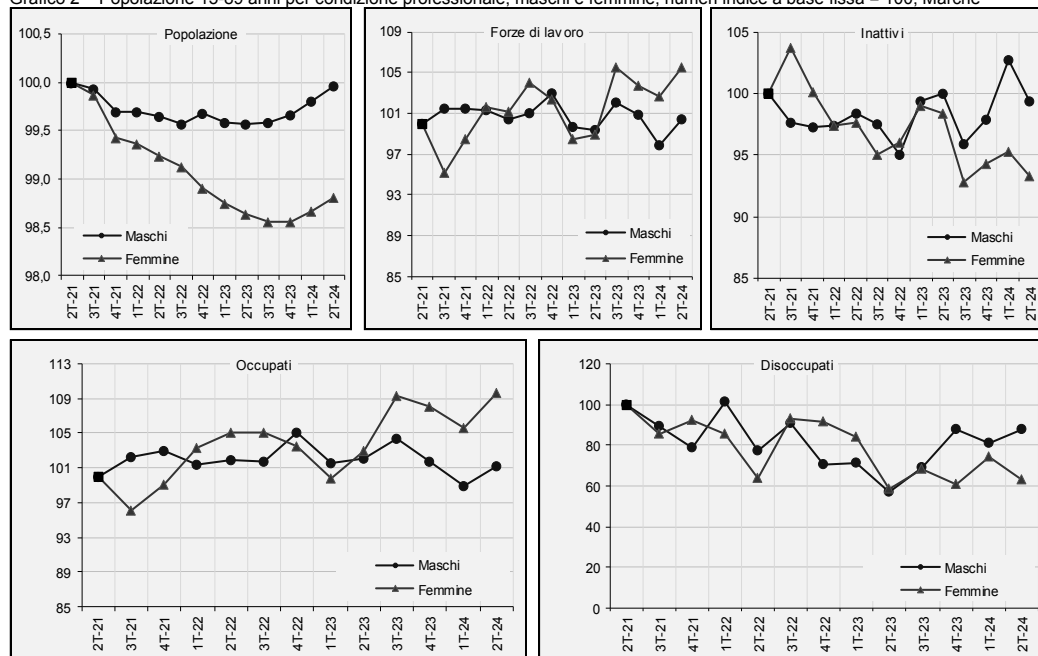 Grafico 2 – Popolazione 15-89 anni per condizione professionale, maschi e femmine, numeri indice a base fissa = 100, Marche
Popolazione
100,5
100,0
99,5
99,0
98,5
98,0
Maschi
Femmine
2T-21 3T-21 4T-21 1T-22 2T-22 3T-22 4T-22 1T-23 2T-23 3T-23 4T-23 1T-24 2T-24
Forze di lavoro
109
105
101
97
93
89
85
Maschi
Femmine
2T-21 3T-21 4T-21 1T-22 2T-22 3T-22 4T-22 1T-23 2T-23 3T-23 4T-23 1T-24 2T-24
Inattivi
105
100
95
90
85
Maschi
Femmine
2T-21 3T-21 4T-21 1T-22 2T-22 3T-22 4T-22 1T-23 2T-23 3T-23 4T-23 1T-24 2T-24
Occupati
113
109
105
101
97
93
89
85
Maschi
Femmine
2T-21 3T-21 4T-21 1T-22 2T-22 3T-22 4T-22 1T-23 2T-23 3T-23 4T-23 1T-24 2T-24
Disoccupati
120
100
80
60
40
20
0
Maschi
Femmine
2T-21 3T-21 4T-21 1T-22 2T-22 3T-22 4T-22 1T-23 2T-23 3T-23 4T-23 1T-24 2T-24